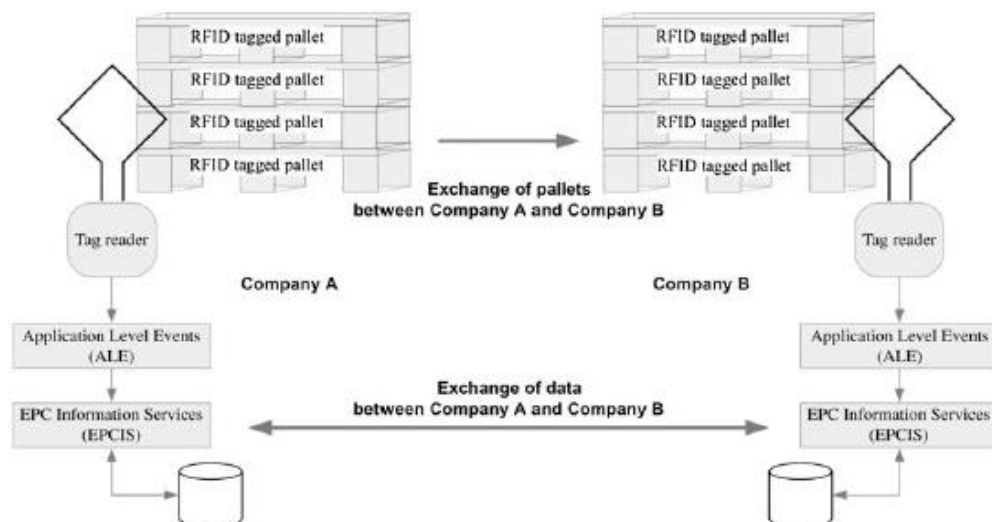 RFID tagged pallet
RFID tagged pallet
RFID tagged pallet
RFID tagged pallet
RFID tagged pallet
RFID tagged pallet
RFID tagged pallet
RFID tagged pallet
Exchange of pallets
between Company A and Company B
Tag reader
Tag reader
Company A
Company B
Application Level Events
(ALE)
Application Level Events
(ALE)
Exchange of data
between Company A and Company B
EPC Information Services
(EPCIS)
EPC Information Services
(EPCIS)